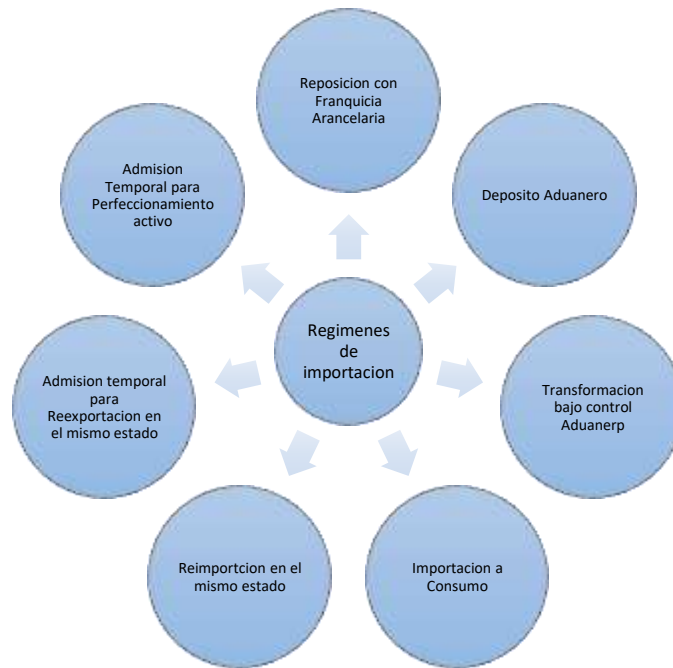 Reposicion con
Franquicia
Arancelaria
Deposito Aduanero
Transformacion
bajo control
Aduanerp
Importacion a
Consumo
Reimportcion en el
mismo estado
Admision temporal
para
Reexportacion en
el mismo estado
Admision
Temporal para
Perfeccionamiento
activo
Regimenes
de
importacion